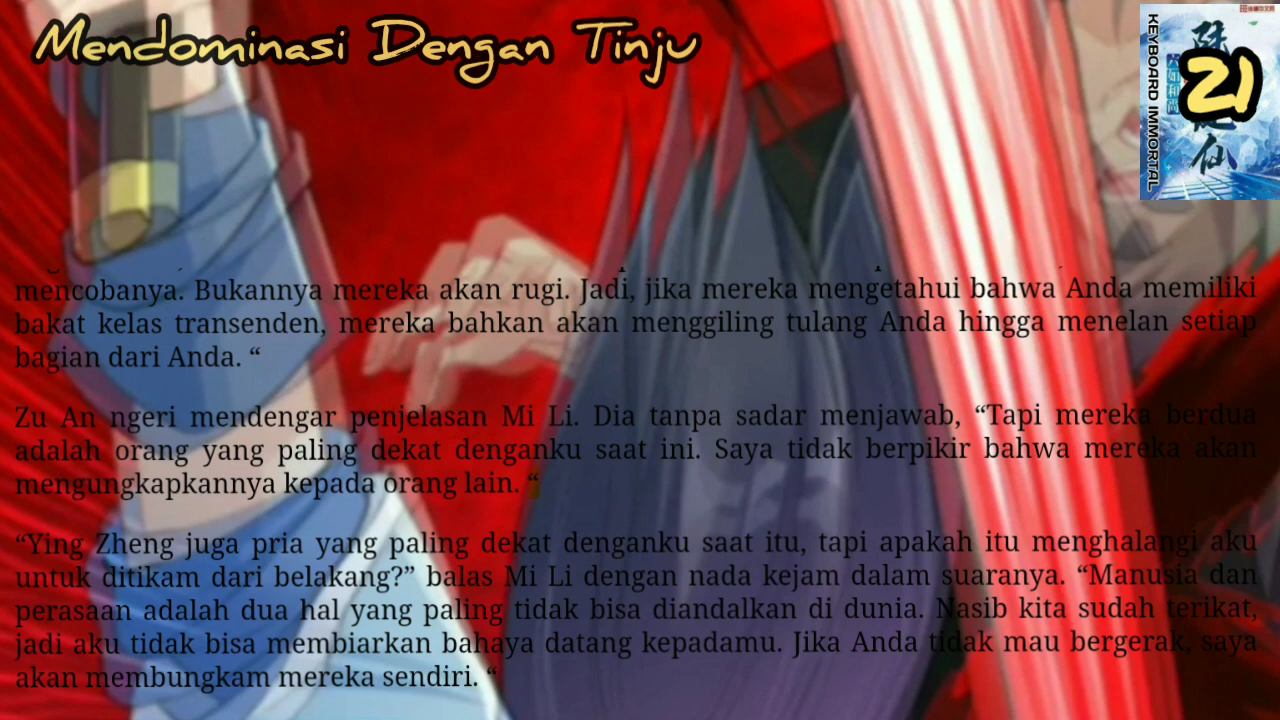 Mendominasi Dengan Tinju
KEYBOARD IMMORTAL
21
仙
mencobanya. Bukannya mereka akan rugi. Jadi, jika mereka mengetahui bahwa Anda memiliki
bakat kelas transenden, mereka bahkan akan menggiling tulang Anda hingga menelan setiap
bagian dari Anda. “
Zu An ngeri mendengar penjelasan Mi Li. Dia tanpa sadar menjawab, “Tapi mereka berdua
adalah orang yang paling dekat denganku saat ini. Saya tidak berpikir bahwa mereka akan
mengungkapkannya kepada orang lain. “
“Ying Zheng juga pria yang paling dekat denganku saat itu, tapi apakah itu menghalangi aku
untuk ditikam dari belakang?” balas Mi Li dengan nada kejam dalam suaranya. “Manusia dan
perasaan adalah dua hal yang paling tidak bisa diandalkan di dunia. Nasib kita sudah terikat,
jadi aku tidak bisa membiarkan bahaya datang kepadamu. Jika Anda tidak mau bergerak, saya
akan membungkam mereka sendiri. “